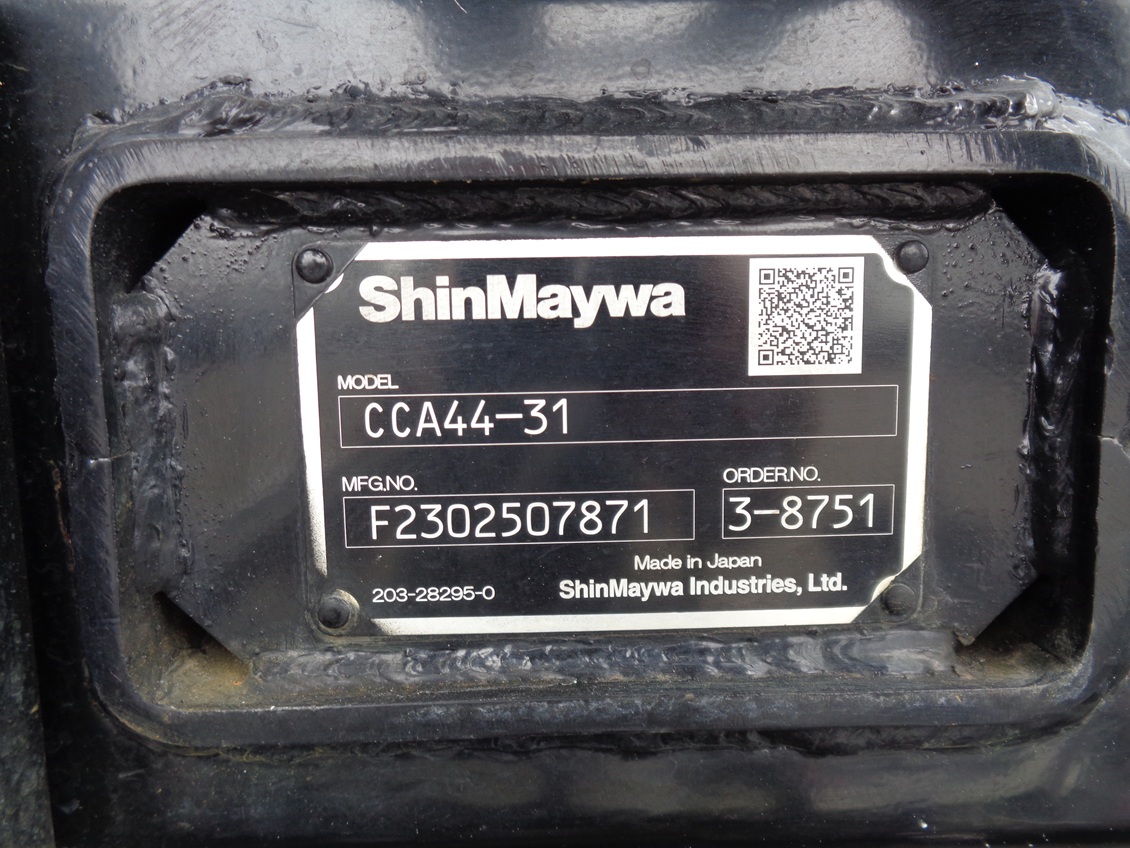 ShinMaywa
MODEL
CCA44-31
MFG.NO.
ORDER.NO.
F2302507871
3-8751
Made in Japan
203-28295-0
ShinMaywa Industries, Ltd.